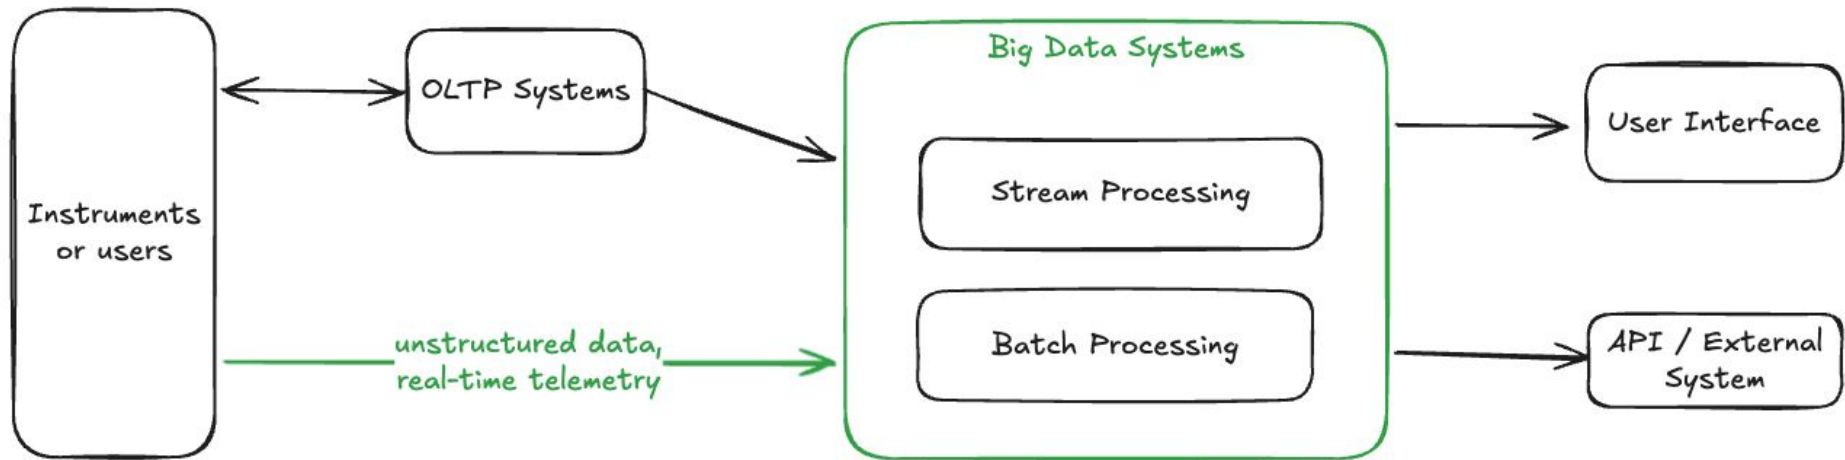 Instruments
or users
OLTP Systems
unstructured data,
real-time telemetry
Big Data Systems
Stream Processing
Batch Processing
User Interface
API / External
System